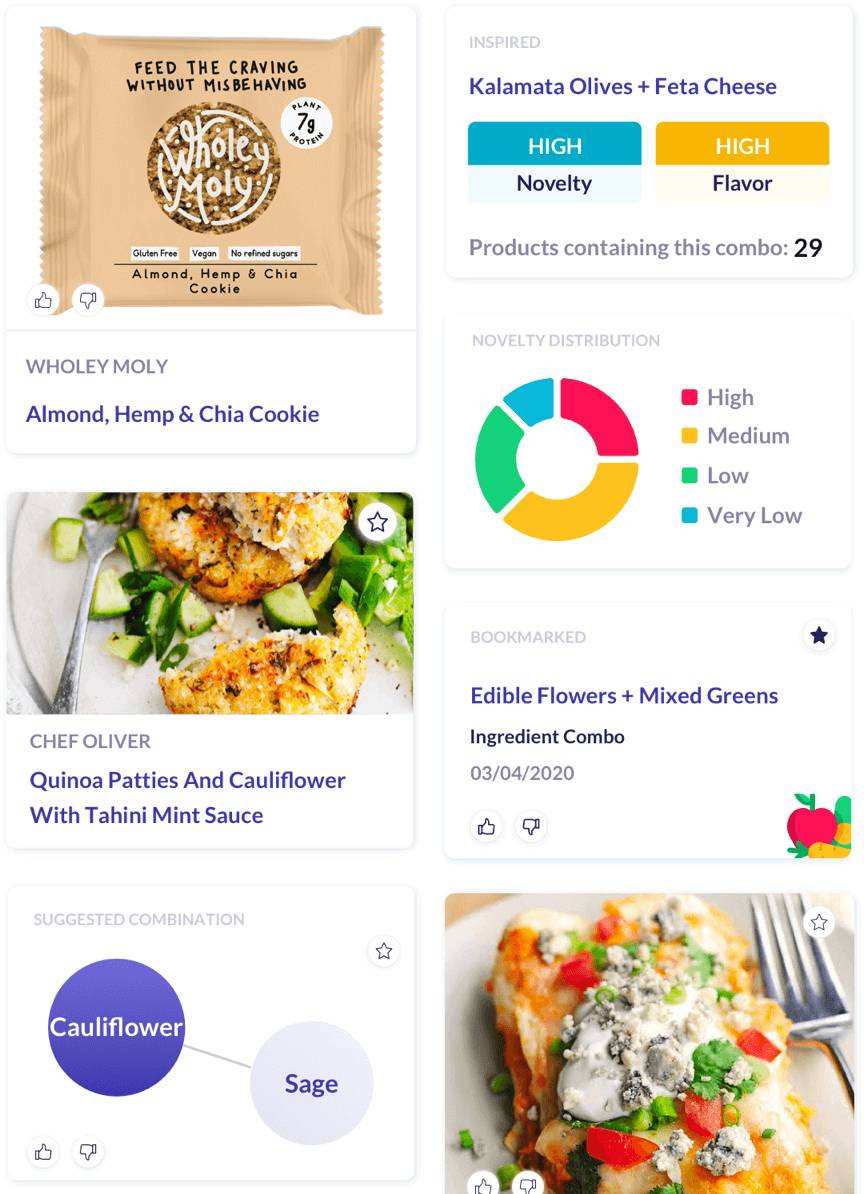 FEED THE CRAVING
WITHOUT MISBEHAVING
PLANT
7g
PROTEIN
Wholey
Moly
Gluten Free
Vegan
No refined sugars
Almond, Hemp & Chia
Cookie
WHOLEY MOLY
Almond, Hemp & Chia Cookie
CHEF OLIVER
Quinoa Patties And Cauliflower
With Tahini Mint Sauce
SUGGESTED COMBINATION
Cauliflower
Sage
INSPIRED
Kalamata Olives + Feta Cheese
HIGH
Novelty
HIGH
Flavor
Products containing this combo: 29
NOVELTY DISTRIBUTION
High
Medium
Low
Very Low
BOOKMARKED
Edible Flowers + Mixed Greens
Ingredient Combo
03/04/2020